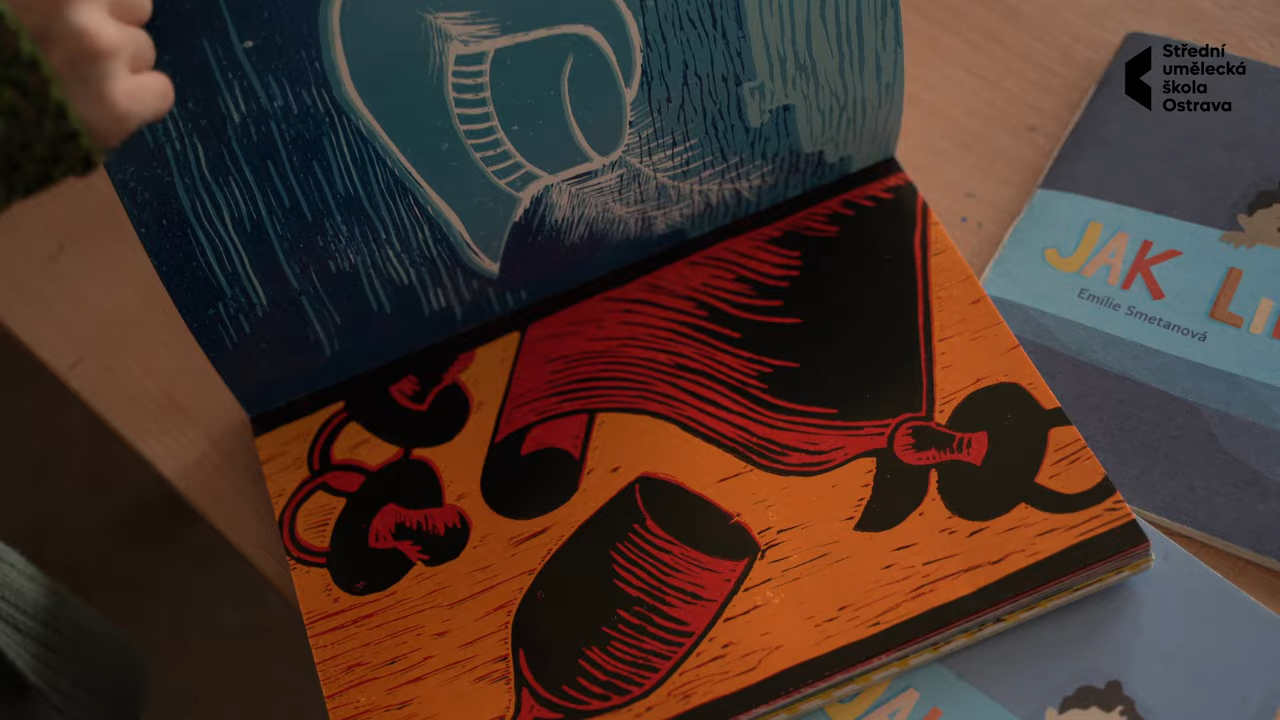 Střední
umělecká
škola
Ostrava
JAK
Emílie Smetanová